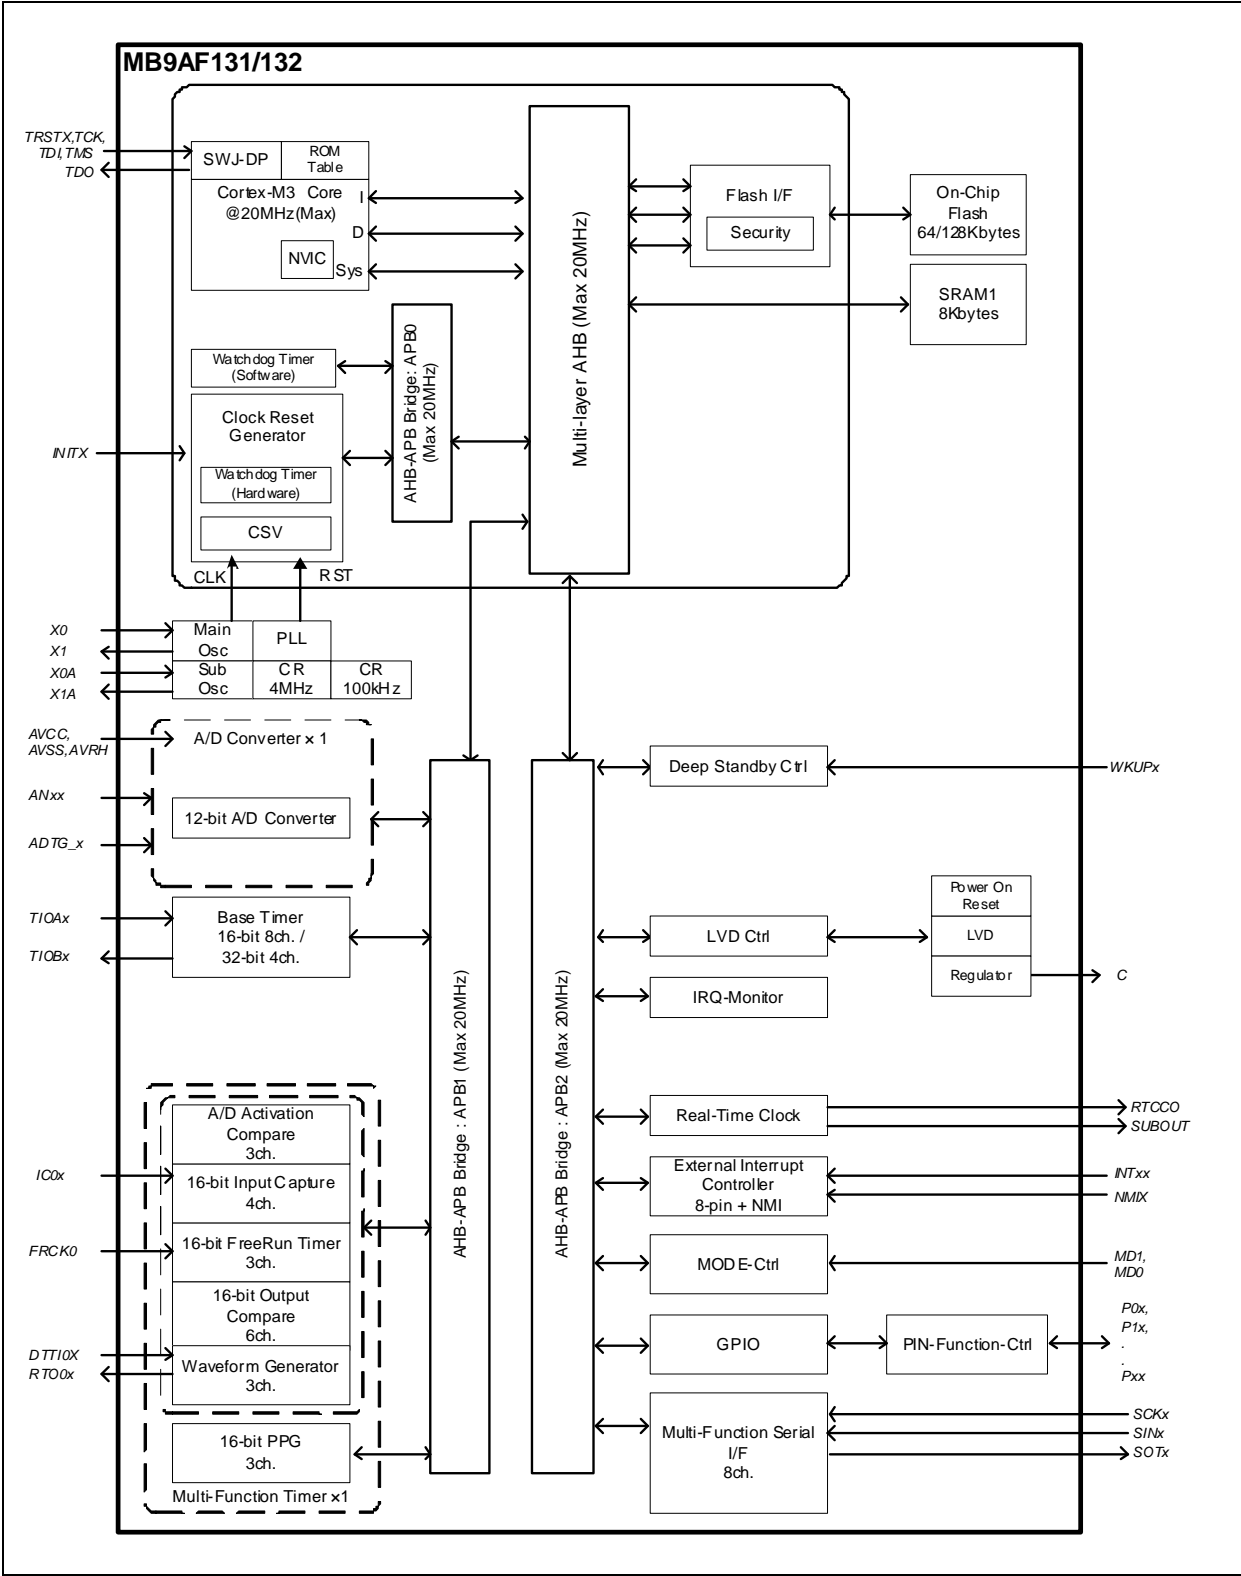 MB9AF131/132
TRSTX,TCK,
TDI,TMS
TDO
SWJ-DP
ROM
Table
Cortex-M3 Core
@20MHz(Max)
I
D
NVIC
Sys
Multi-layer AHB (Max 20MHz)
Flash I/F
Security
On-Chip
Flash
64/128Kbytes
SRAM1
8Kbytes
Watchdog Timer
(Software)
AHB-APB Bridge: APB0
(Max 20MHz)
INITX
Clock Reset
Generator
Watchdog Timer
(Hardware)
CSV
CLK
RST
X0
X1
X0A
X1A
Main
Osc
PLL
Sub
Osc
CR
4MHz
CR
100kHz
AVCC,
AVSS,AVRH
ANxx
ADTG_x
A/D Converter × 1
12-bit A/D Converter
TIOAx
TIOBx
Base Timer
16-bit 8ch. /
32-bit 4ch.
AHB-APB Bridge : APB1 (Max 20MHz)
AHB-APB Bridge : APB2 (Max 20MHz)
Deep Standby Ctrl
WKUPx
LVD Ctrl
Power On
Reset
LVD
Regulator
C
IRQ-Monitor
IC0x
FRCK0
DTTI0X
RTO0x
A/D Activation
Compare
3ch.
16-bit Input Capture
4ch.
16-bit FreeRun Timer
3ch.
16-bit Output
Compare
6ch.
Waveform Generator
3ch.
16-bit PPG
3ch.
Multi-Function Timer ×1
Real-Time Clock
RTCCO
SUBOUT
External Interrupt
Controller
8-pin + NMI
INTxx
NMIX
MODE-Ctrl
MD1,
MD0
GPIO
PIN-Function-Ctrl
P0x,
P1x,
.
.
Pxx
Multi-Function Serial
I/F
8ch.
SCKx
SINx
SOTx